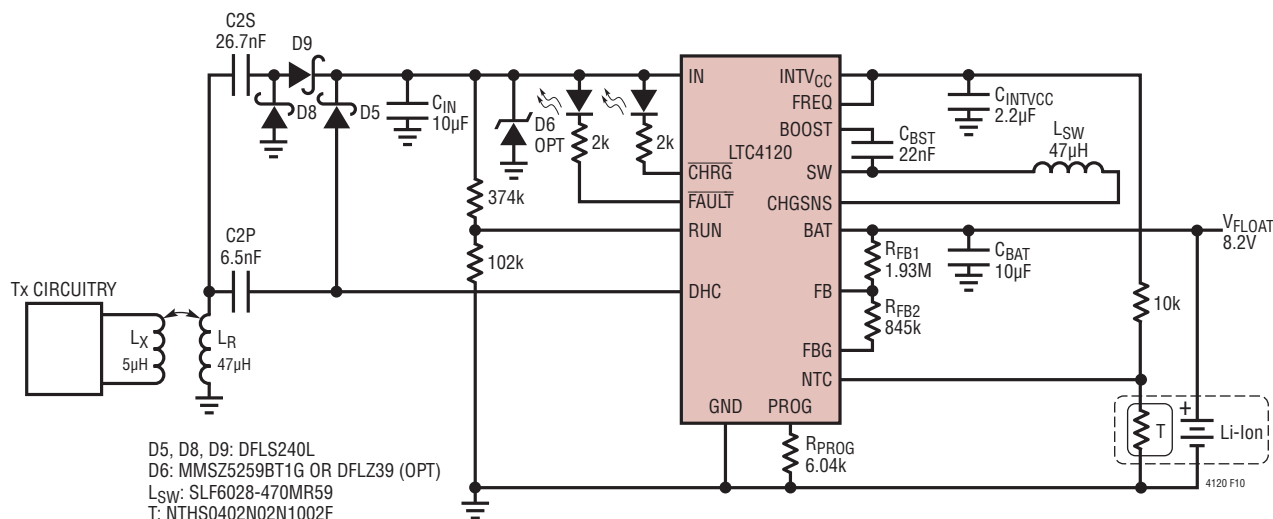 C2S
26.7nF
D9
D8
D5
CIN
10µF
D6
OPT
2k
2k
374k
102k
C2P
6.5nF
Tx CIRCUITRY
LX
5µH
LR
47µH
IN
CHRG
FAULT
RUN
DHC
LTC4120
GND
PROG
INTVCC
FREQ
BOOST
SW
CHGSNS
BAT
FB
FBG
NTC
CINTVCC
2.2µF
CBST
22nF
LSW
47µH
VFLOAT
8.2V
RFB1
1.93M
CBAT
10µF
RFB2
845k
10k
T
+
Li-Ion
RPROG
6.04k
4120 F10
D5, D8, D9: DFLS240L
D6: MMSZ5259BT1G OR DFLZ39 (OPT)
LSW: SLF6028-470MR59
T: NTHS0402N02N1002F